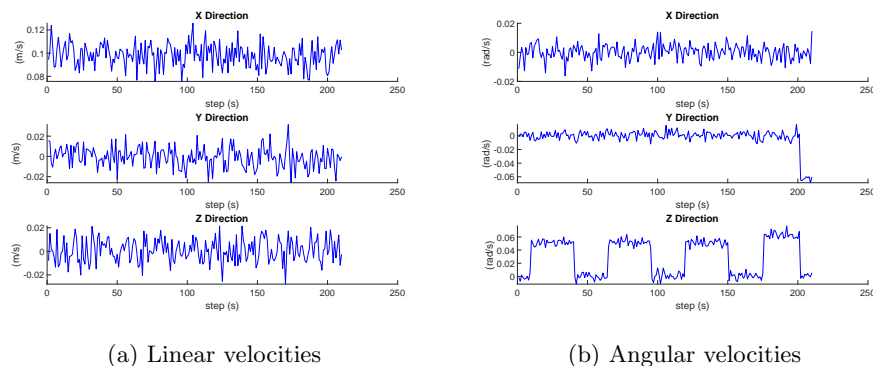 X Direction
0.12
0.1
0.08
(m/s)
0 50 100 150 200 250
step (s)
Y Direction
0.02
0
-0.02
(m/s)
0 50 100 150 200 250
step (s)
Z Direction
0.02
0
-0.02
(m/s)
0 50 100 150 200 250
step (s)
(a) Linear velocities
X Direction
0.02
0
-0.02
(rad/s)
0 50 100 150 200 250
step (s)
Y Direction
0
-0.02
-0.04
-0.06
(rad/s)
0 50 100 150 200 250
step (s)
Z Direction
0.06
0.04
0.02
0
(rad/s)
0 50 100 150 200 250
step (s)
(b) Angular velocities